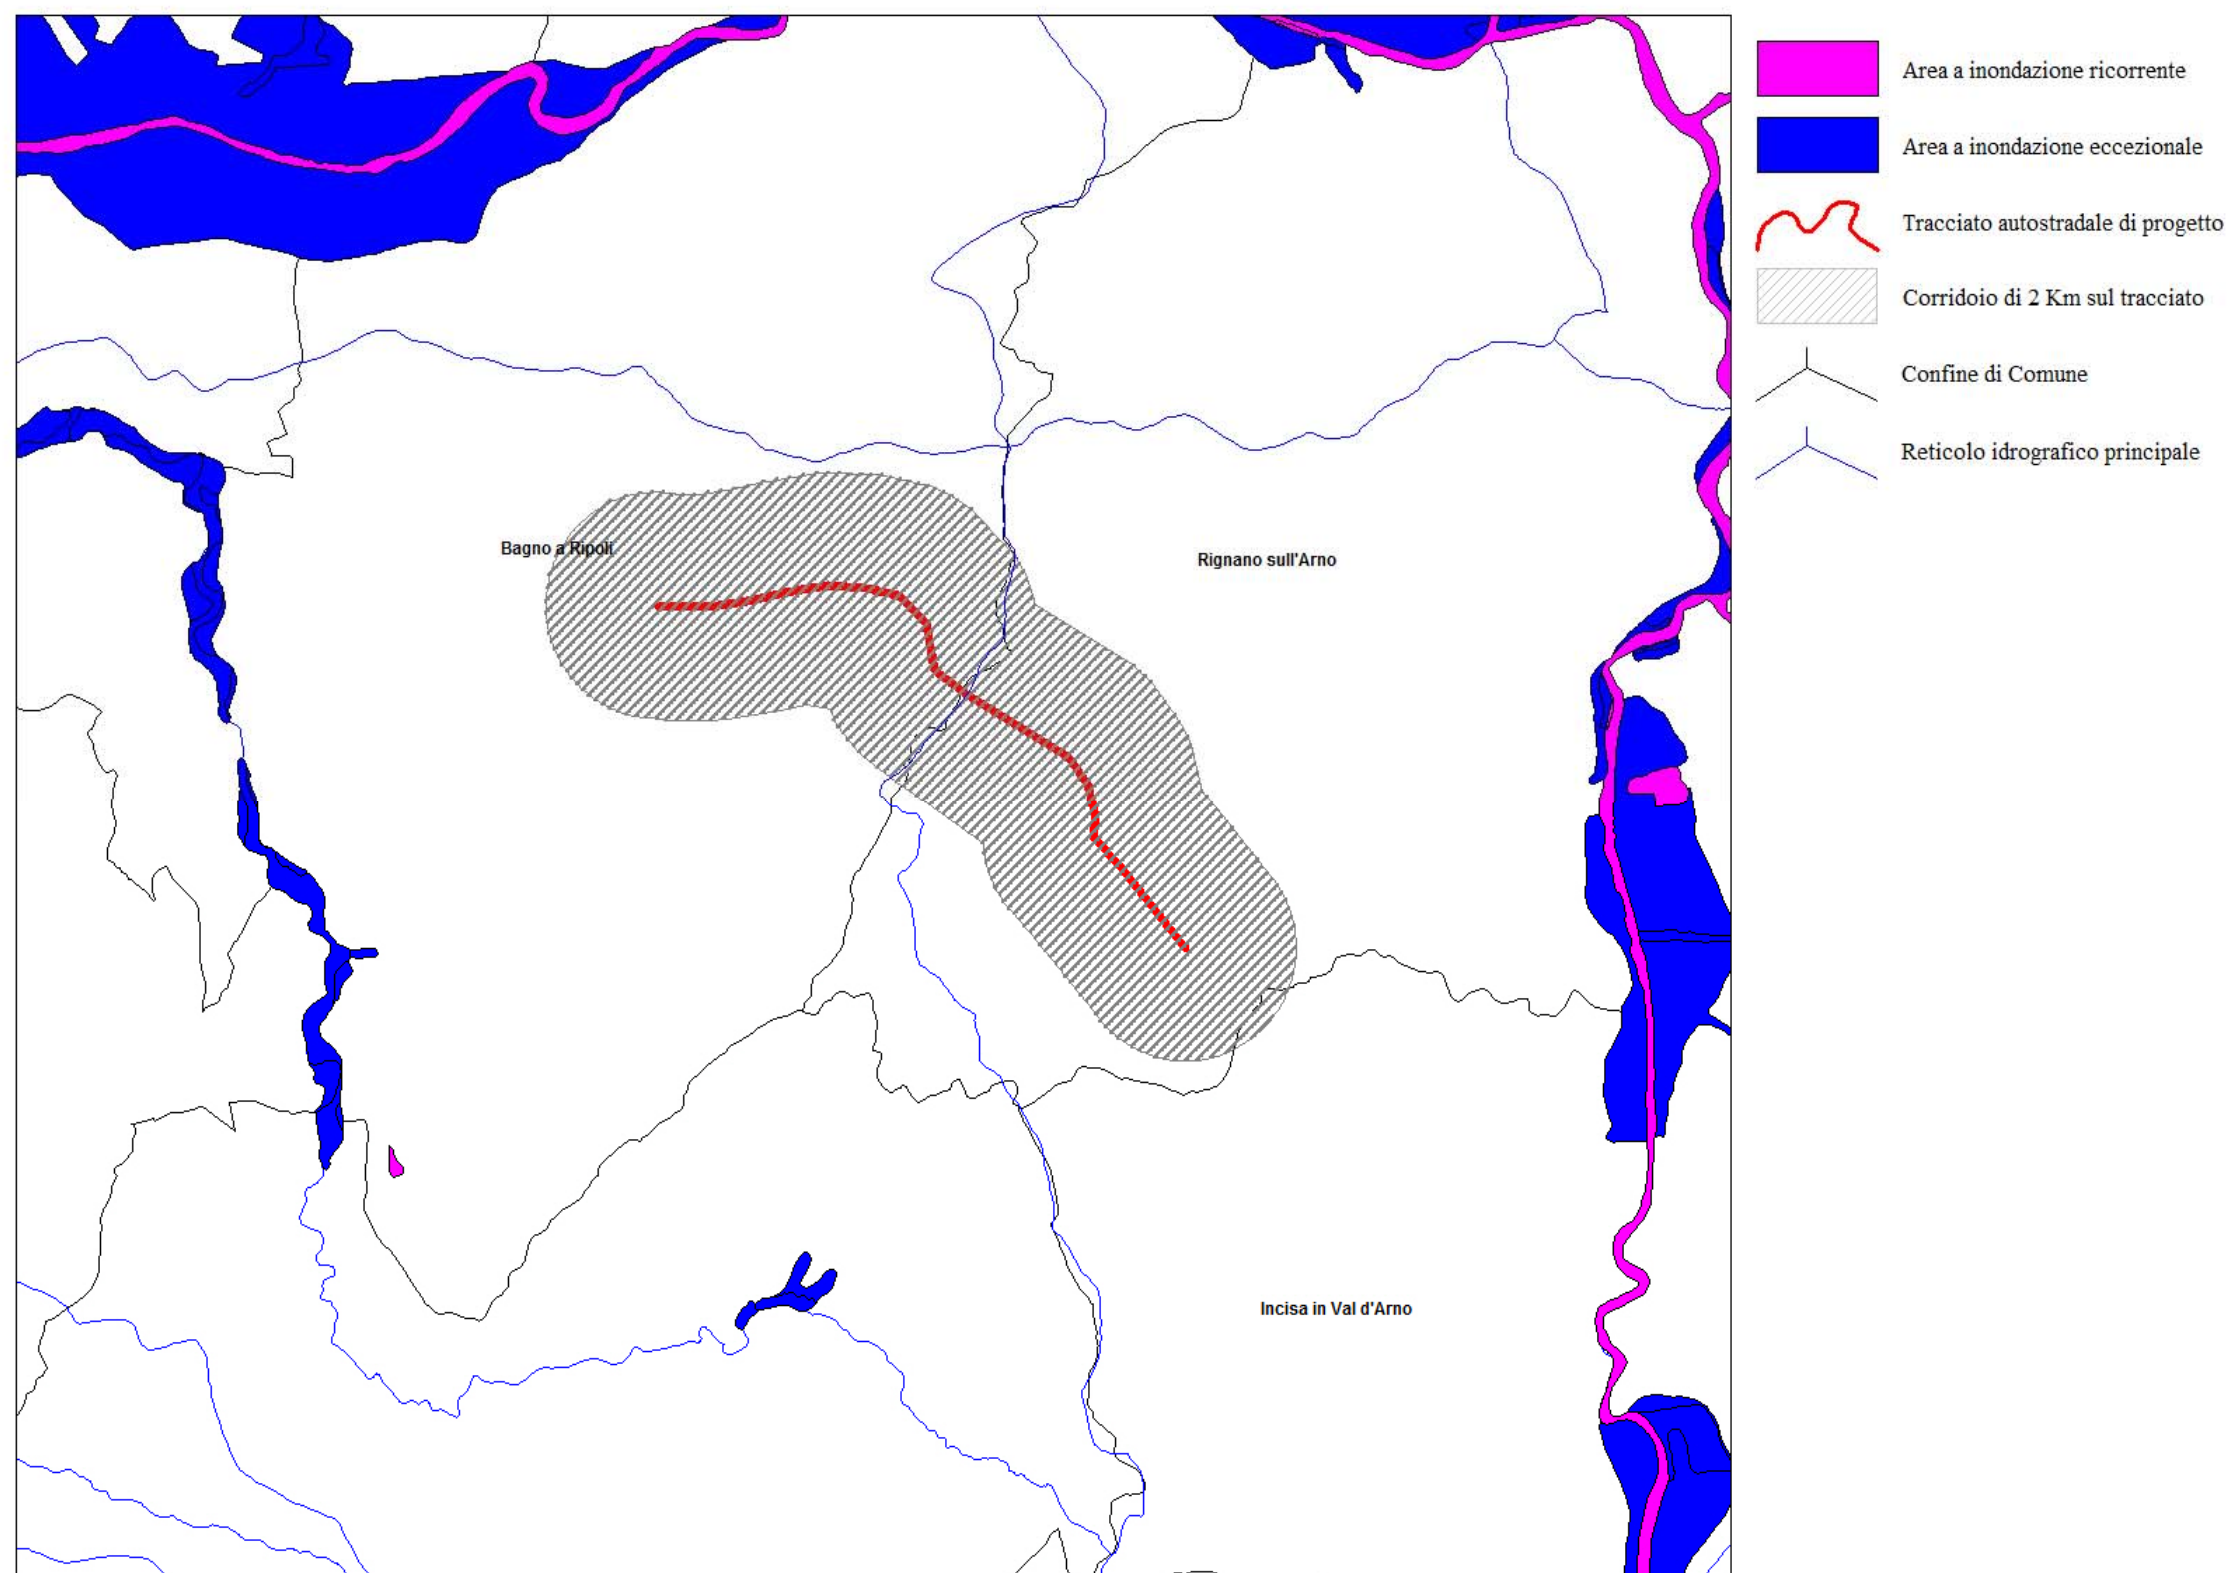 Area a inondazione ricorrente
Area a inondazione eccezionale
Tracciato autostradale di progetto
Corridoio di 2 Km sul tracciato
Confine di Comune
Reticolo idrografico principale
Bagno a Ripoli
Rignano sull'Arno
Incisa in Val d'Arno